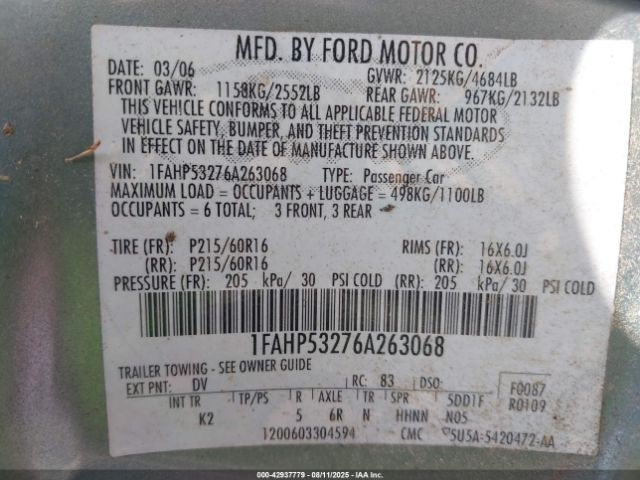 MFD. BY FORD MOTOR CO.
DATE: 03/06 GVWR: 2125KG/4684LB
FRONT GAWR: 1158KG/2552LB REAR GAWR: 967KG/2132LB
THIS VEHICLE CONFORMS TO ALL APPLICABLE FEDERAL MOTOR
VEHICLE SAFETY, BUMPER, AND THEFT PREVENTION STANDARDS
IN EFFECT ON THE DATE OF MANUFACTURE SHOWN ABOVE.
VIN: 1FAHP53276A263068 TYPE: Passenger Car
MAXIMUM LOAD = OCCUPANTS + LUGGAGE = 498KG/1100LB
OCCUPANTS = 6 TOTAL; 3 FRONT, 3 REAR
TIRE (FR): P215/60R16 RIMS (FR): 16X6.0J
(RR): P215/60R16 (RR): 16X6.0J
PRESSURE (FR): 205 kPa/ 30 PSI COLD (RR): 205 kPa/ 30 PSI COLD
1FAHP53276A263068
TRAILER TOWING - SEE OWNER GUIDE
EXT PNT: DV RC: 83 DSO: F0087
INT TR TP/PS R AXLE TR SPR 5DD1F R0109
K2 5 6R N HHNN N05
1200603304594 CMC 5U5A-5420472-AA
000-42937779 - 08/11/2025 - IAAI.COM